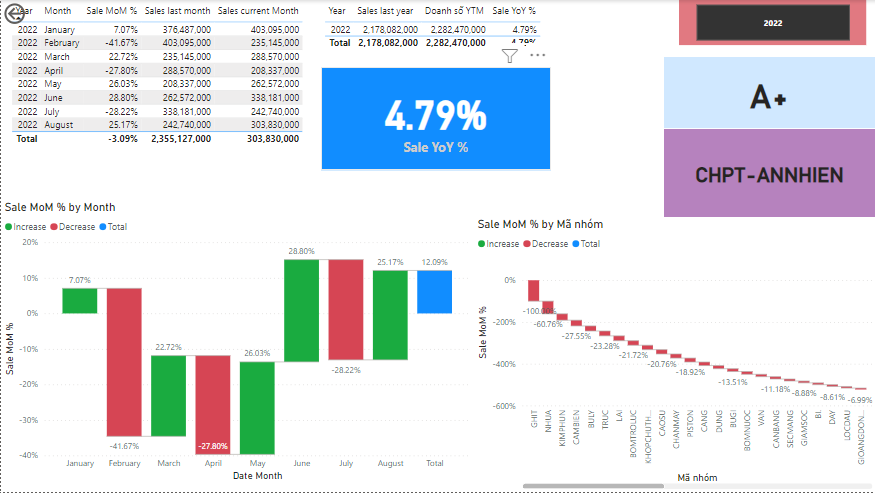 Year Month Sale MoM % Sales last month Sales current Month
2022 January 7.07% 376,487,000 403,095,000
2022 February -41.67% 403,095,000 235,145,000
2022 March 22.72% 235,145,000 288,570,000
2022 April -27.80% 288,570,000 208,337,000
2022 May 26.03% 208,337,000 262,572,000
2022 June 28.80% 262,572,000 338,181,000
2022 July -28.22% 338,181,000 242,740,000
2022 August 25.17% 242,740,000 303,830,000
Total -3.09% 2,355,127,000 303,830,000
Year Sales last year Doanh số YTM Sale YoY %
2022 2,178,082,000 2,282,470,000 4.79%
Total 2,178,082,000 2,282,470,000 4.79%
4.79%
Sale YoY %
2022
A+
CHPT-ANNHIEN
Sale MoM % by Month
Increase Decrease Total
Sale MoM %
20%
10%
0%
-10%
-20%
-30%
-40%
7.07%
-41.67%
22.72%
-27.80%
26.03%
28.80%
-28.22%
25.17%
12.09%
January February March April May June July August Total
Date Month
Sale MoM % by Mã nhóm
Increase Decrease Total
Sale MoM %
0%
-200%
-400%
-600%
-100.00%
-60.76%
-27.55%
-23.28%
-21.72%
-20.76%
-18.92%
-13.51%
-11.18%
-8.88%
-8.61%
-6.99%
GHIT
NHUA
KIMPHUN
CAMBIEN
BULY
TRUC
LAI
BOMTROLUC
KHOPCHUTH...
CAOSU
CHANMAY
PISTON
CANG
DUNG
BUGI
BOMNUOC
VAN
CANBANG
SECMANG
GIAMSOC
BI.
DAY
LOCDAU
GIOANGDON...
Mã nhóm